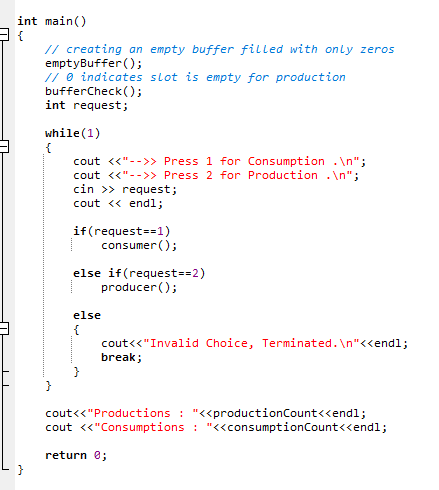 int main()
{
// creating an empty buffer filled with only zeros
emptyBuffer();
// 0 indicates slot is empty for production
bufferCheck();
int request;
while(1)
{
cout <<"-->> Press 1 for Consumption .\n";
cout <<"-->> Press 2 for Production .\n";
cin >> request;
cout << endl;
if(request==1)
consumer();
else if(request==2)
producer();
else
{
cout<<"Invalid Choice, Terminated.\n"<<endl;
break;
}
}
cout<<"Productions : "<<productionCount<<endl;
cout <<"Consumptions : "<<consumptionCount<<endl;
return 0;
}